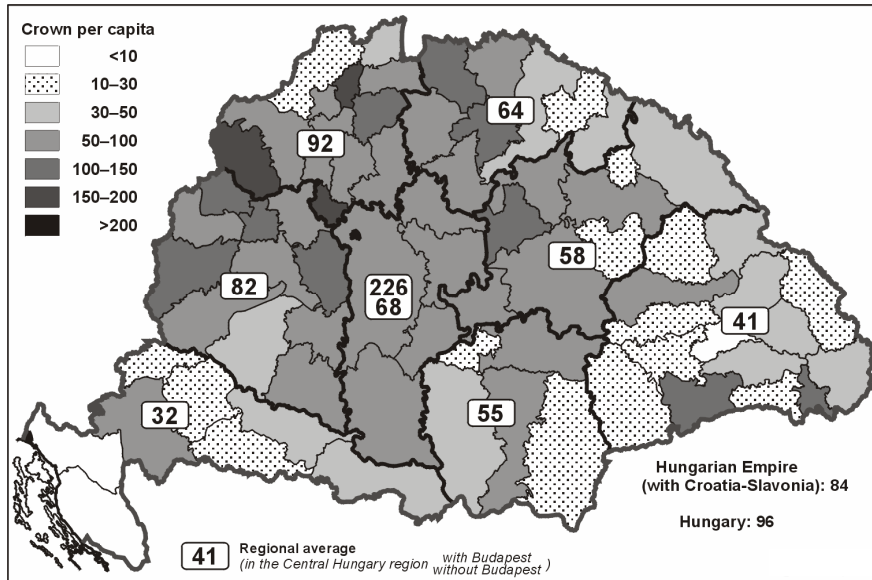 Crown per capita
<10
10–30
30–50
50–100
100–150
150–200
>200
92
64
82
226
68
58
41
32
55
Hungarian Empire
(with Croatia-Slavonia): 84
Hungary: 96
41
Regional average
(in the Central Hungary region with Budapest
without Budapest)